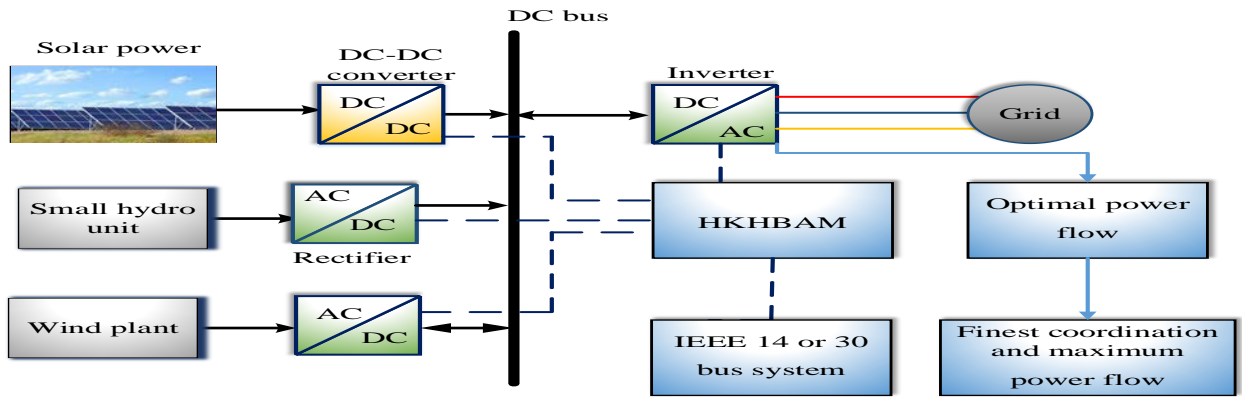 DC bus
Solar power
DC-DC
converter
Inverter
DC
DC
DC
AC
Grid
Small hydro
unit
AC
DC
Rectifier
HKHBAM
Optimal power
flow
Wind plant
AC
DC
IEEE 14 or 30
bus system
Finest coordination
and maximum
power flow